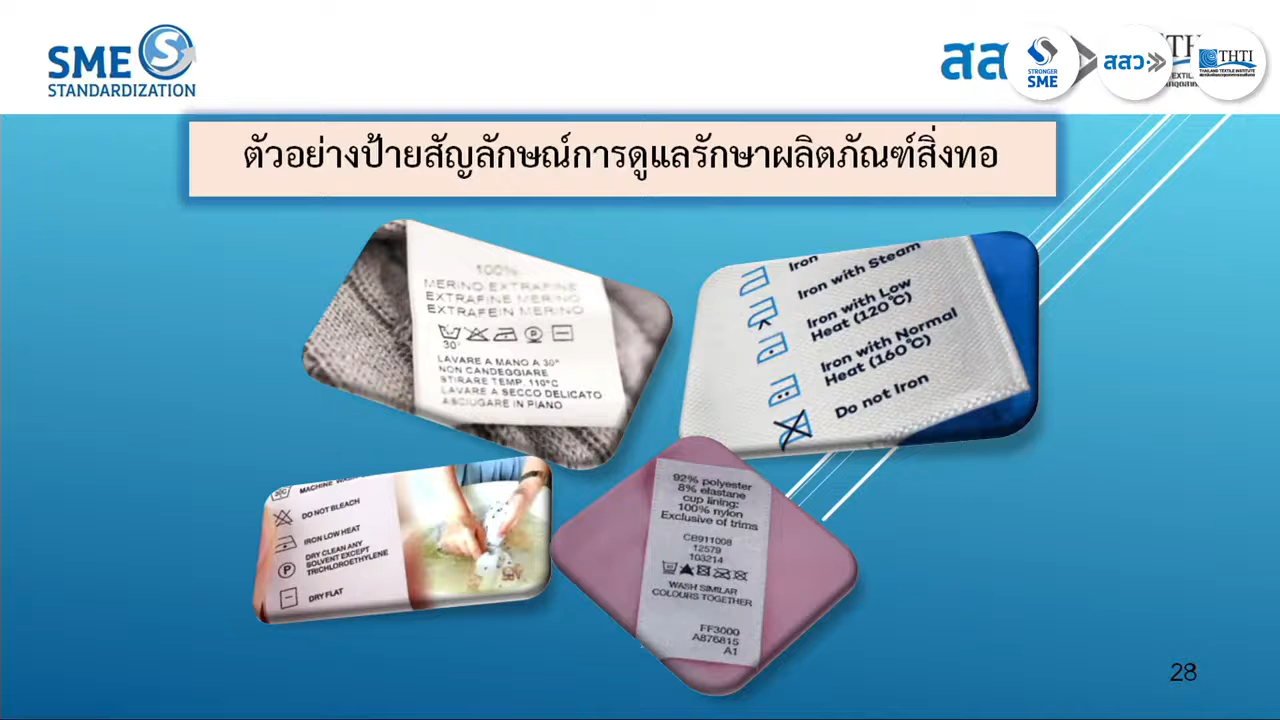 SME
STANDARDIZATION
สสว
STRONGER
SME
สสว
THTI
THAILAND TEXTILE INSTITUTE
ตัวอย่างป้ายสัญลักษณ์การดูแลรักษาผลิตภัณฑ์สิ่งทอ
100%
MERINO EXTRAFINE
EXTRAFINE MERINO
EXTRAFEIN MERINO
P
30°
LAVARE A MANO A 30°
NON CANDEGGIARE
STIRARE TEMP. 110°C
LAVARE A SECCO DELICATO
ASCIUGARE IN PIANO
Iron
Iron with Steam
Iron with Low
Heat (120°C)
Iron with Normal
Heat (160°C)
Do not Iron
MACHINE WASH
DO NOT BLEACH
IRON LOW HEAT
DRY CLEAN ANY
SOLVENT EXCEPT
TRICHLOROETHYLENE
P
DRY FLAT
92% polyester
8% elastane
cup lining:
100% nylon
Exclusive of trims
CB911008
12579
103214
WASH SIMILAR
COLOURS TOGETHER
FF3000
A876815
A1
28